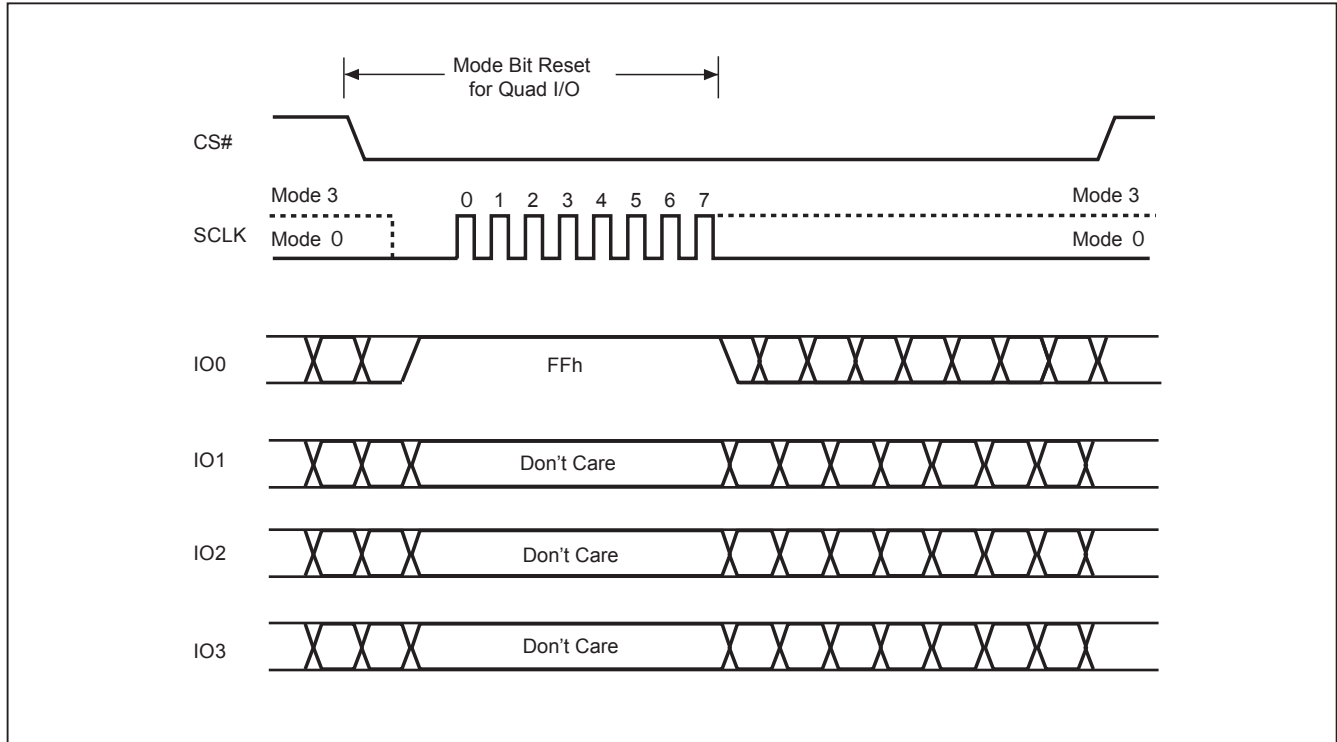 Mode Bit Reset
for Quad I/O
CS#
Mode 3
0 1 2 3 4 5 6 7
Mode 3
SCLK
Mode 0
Mode 0
IO0
FFh
IO1
Don't Care
IO2
Don't Care
IO3
Don't Care